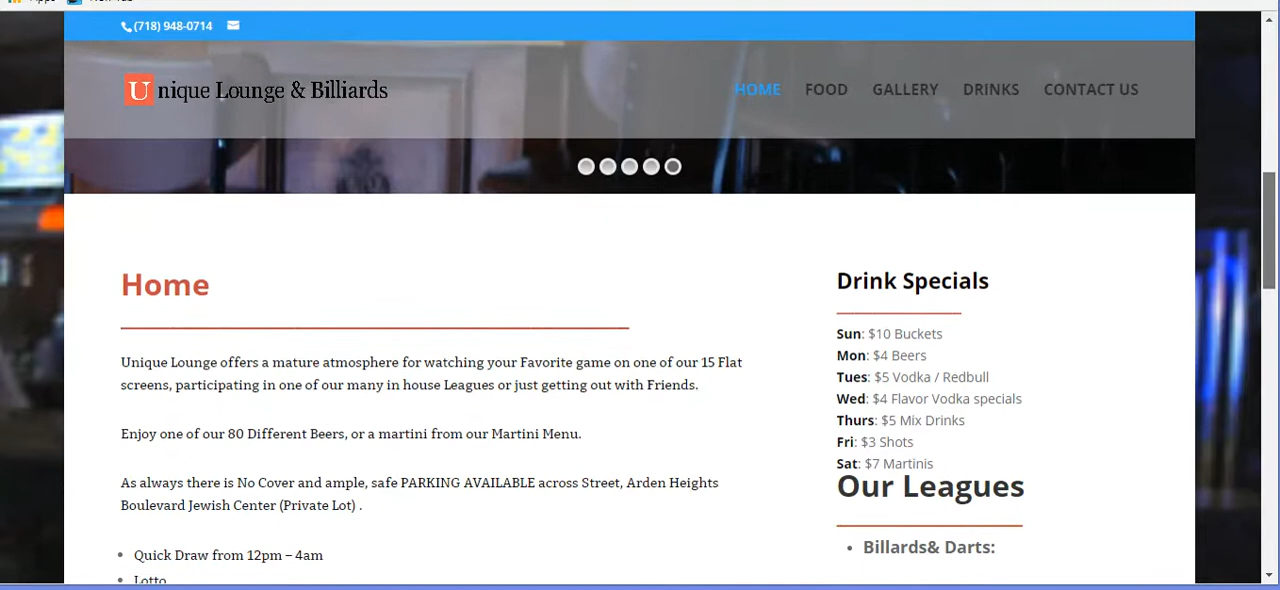 (718) 948-0714
Unique Lounge & Billiards
HOME FOOD GALLERY DRINKS CONTACT US
Home
Unique Lounge offers a mature atmosphere for watching your Favorite game on one of our 15 Flat
screens, participating in one of our many in house Leagues or just getting out with Friends.
Enjoy one of our 80 Different Beers, or a martini from our Martini Menu.
As always there is No Cover and ample, safe PARKING AVAILABLE across Street, Arden Heights
Boulevard Jewish Center (Private Lot) .
• Quick Draw from 12pm – 4am
• Lotto
Drink Specials
Sun: $10 Buckets
Mon: $4 Beers
Tues: $5 Vodka / Redbull
Wed: $4 Flavor Vodka specials
Thurs: $5 Mix Drinks
Fri: $3 Shots
Sat: $7 Martinis
Our Leagues
• Billards& Darts: